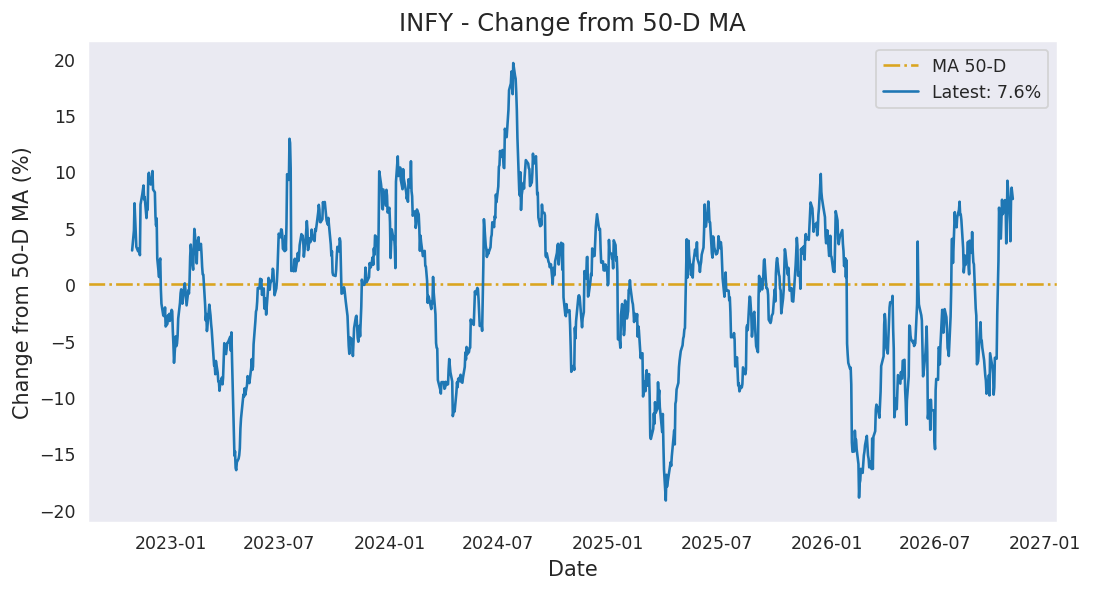 INFY - Change from 50-D MA
MA 50-D
Latest: 7.6%
Change from 50-D MA (%)
20
15
10
5
0
−5
−10
−15
−20
2023-01 2023-07 2024-01 2024-07 2025-01 2025-07 2026-01 2026-07 2027-01
Date